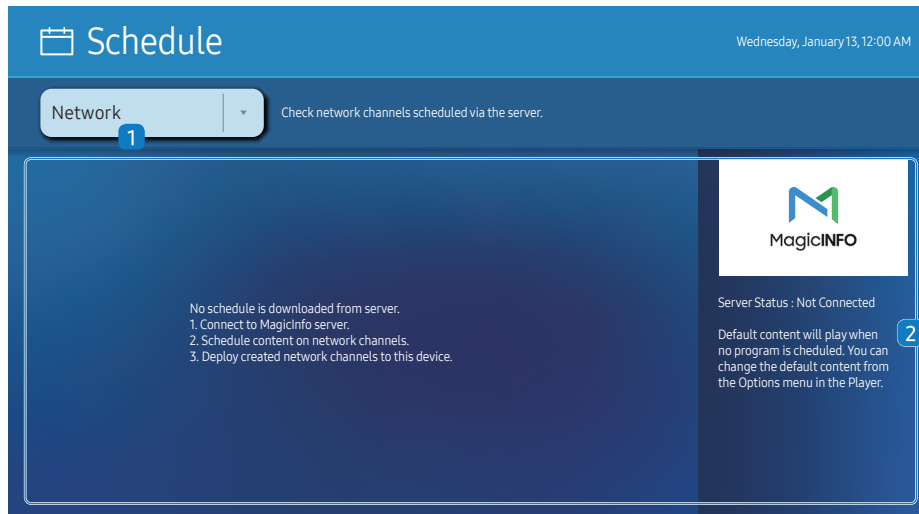 Schedule
Wednesday, January 13, 12:00 AM
Network
Check network channels scheduled via the server.
1
MagicINFO
No schedule is downloaded from server.
1. Connect to MagicInfo server.
2. Schedule content on network channels.
3. Deploy created network channels to this device.
Server Status : Not Connected
Default content will play when
no program is cheduled. You can
change the default content from
the Options menu in the Player.
2